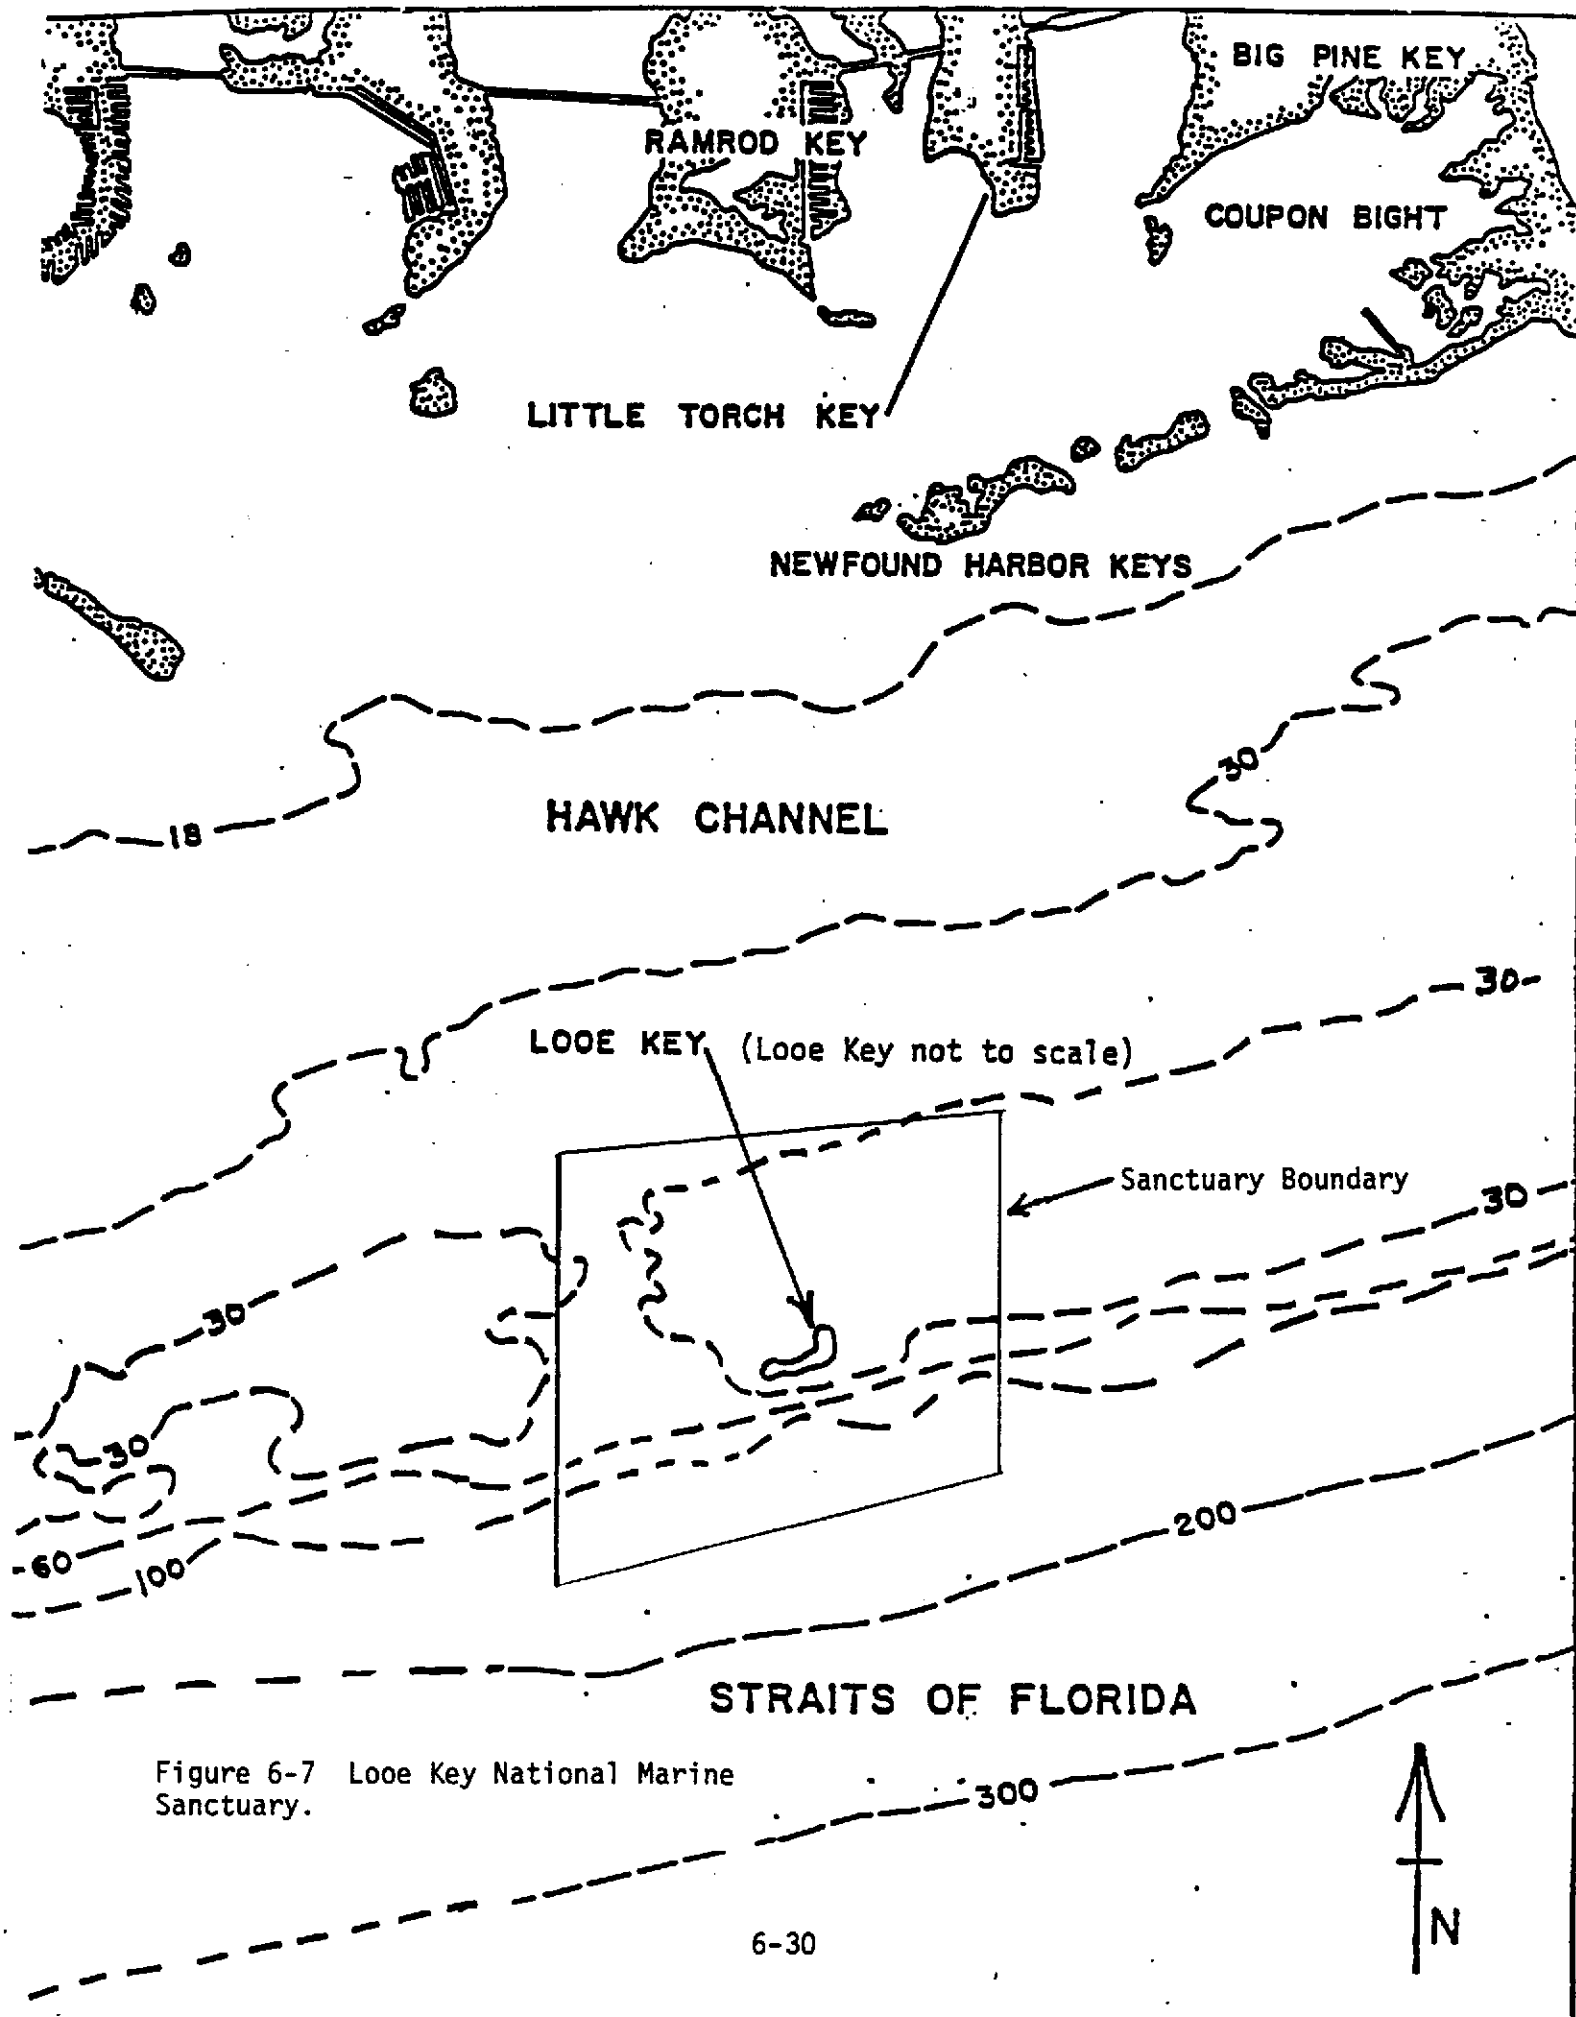 BIG PINE KEY
RAMROD KEY
COUPON BIGHT
LITTLE TORCH KEY
NEWFOUND HARBOR KEYS
30
HAWK CHANNEL
18
30
LOOE KEY (Looe Key not to scale)
Sanctuary Boundary
30
30
30
60
100
200
STRAITS OF FLORIDA
Figure 6-7 Looe Key National Marine
Sanctuary.
300
6-30
N